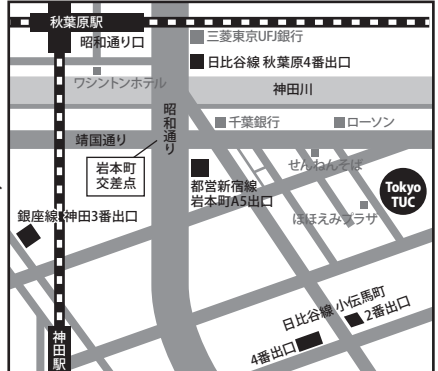 秋葉原駅
昭和通り口
三菱東京UFJ銀行
日比谷線 秋葉原4番出口
ワシントンホテル
神田川
昭和通り
千葉銀行
ローソン
靖国通り
岩本町
交差点
せんねんそば
都営新宿線
岩本町A5出口
Tokyo
TUC
銀座線 神田3番出口
ほほえみプラザ
日比谷線 小伝馬町
2番出口
4番出口
神田駅